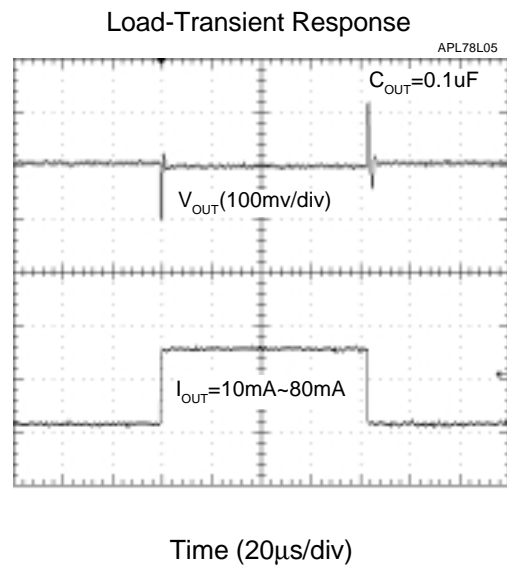 Load-Transient Response
APL78L05
C_OUT=0.1uF
V_OUT(100mv/div)
I_OUT=10mA~80mA
Time (20μs/div)